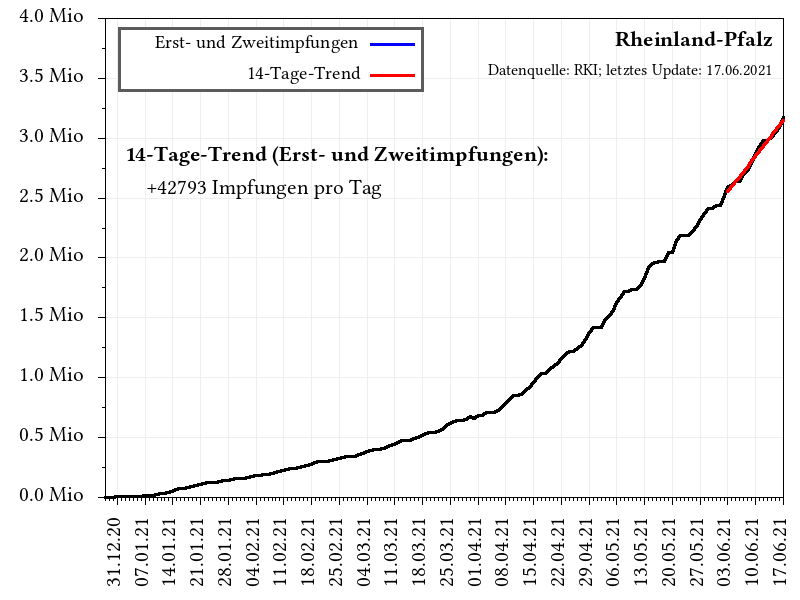 4.0 Mio
3.5 Mio
3.0 Mio
2.5 Mio
2.0 Mio
1.5 Mio
1.0 Mio
0.5 Mio
0.0 Mio
Erst- und Zweitimpfungen
14-Tage-Trend
Rheinland-Pfalz
Datenquelle: RKI; letztes Update: 17.06.2021
14-Tage-Trend (Erst- und Zweitimpfungen):
+42793 Impfungen pro Tag
31.12.20
07.01.21
14.01.21
21.01.21
28.01.21
04.02.21
11.02.21
18.02.21
25.02.21
04.03.21
11.03.21
18.03.21
25.03.21
01.04.21
08.04.21
15.04.21
22.04.21
29.04.21
06.05.21
13.05.21
20.05.21
27.05.21
03.06.21
10.06.21
17.06.21